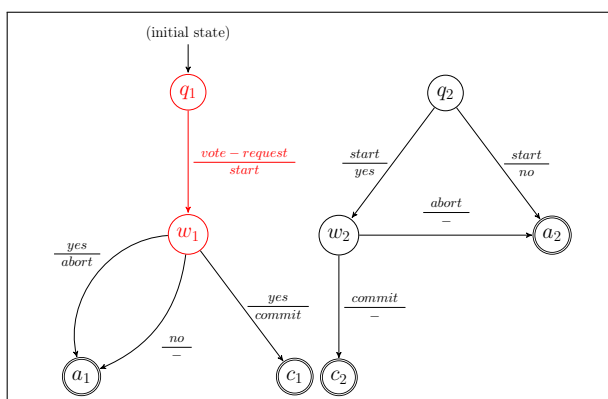 (initial state)
q1
q2
vote − request
start
start
yes
start
no
abort
−
w1
w2
a2
yes
abort
no
−
yes
commit
commit
−
a1
c1
c2